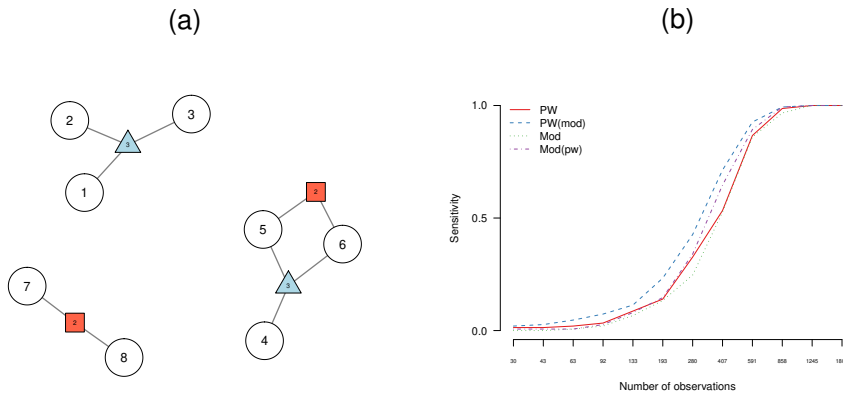 (a)
(b)
2
3
3
1
2
5
6
3
4
7
2
8
PW
PW(mod)
Mod
Mod(pw)
Sensitivity
1.0
0.5
0.0
30 43 63 92 133 193 280 407 591 858 1245
Number of observations